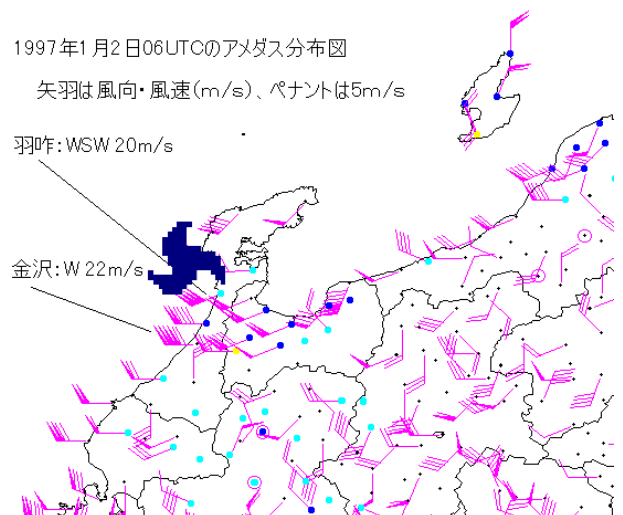 1997年1月2日06UTCのアメダス分布図
矢羽は風向・風速(m/s)、ペナントは5m/s
羽咋:WSW 20m/s
金沢:W 22m/s